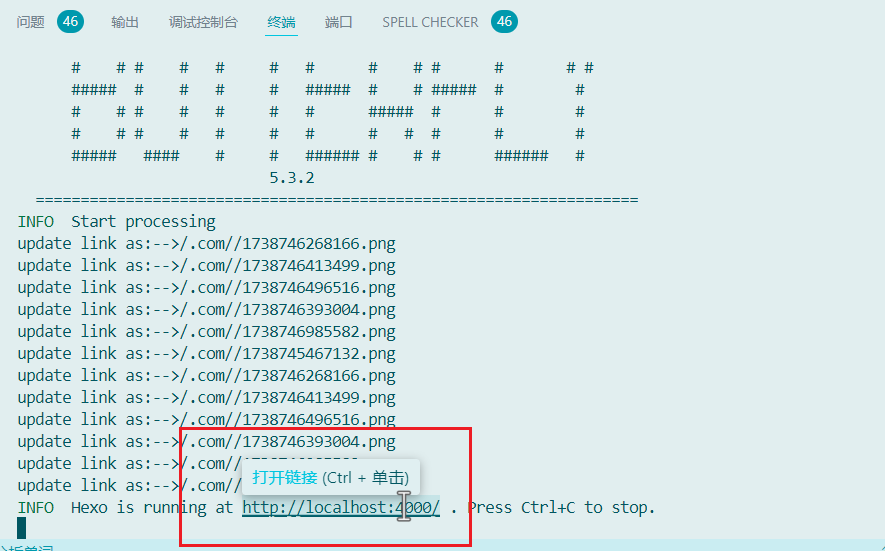 问题 46 输出 调试控制台 终端 端口 SPELL CHECKER 46
5.3.2
===================================================================
INFO Start processing
update link as:-->/.com//1738746268166.png
update link as:-->/.com//1738746413499.png
update link as:-->/.com//1738746496516.png
update link as:-->/.com//1738746393004.png
update link as:-->/.com//1738746985582.png
update link as:-->/.com//1738745467132.png
update link as:-->/.com//1738746268166.png
update link as:-->/.com//1738746413499.png
update link as:-->/.com//1738746496516.png
update link as:-->/.com//1738746393004.png
update link as:-->/.com//
打开链接 (Ctrl + 单击)
update link as:-->/.com//
INFO Hexo is running at http://localhost:4000/ . Press Ctrl+C to stop.